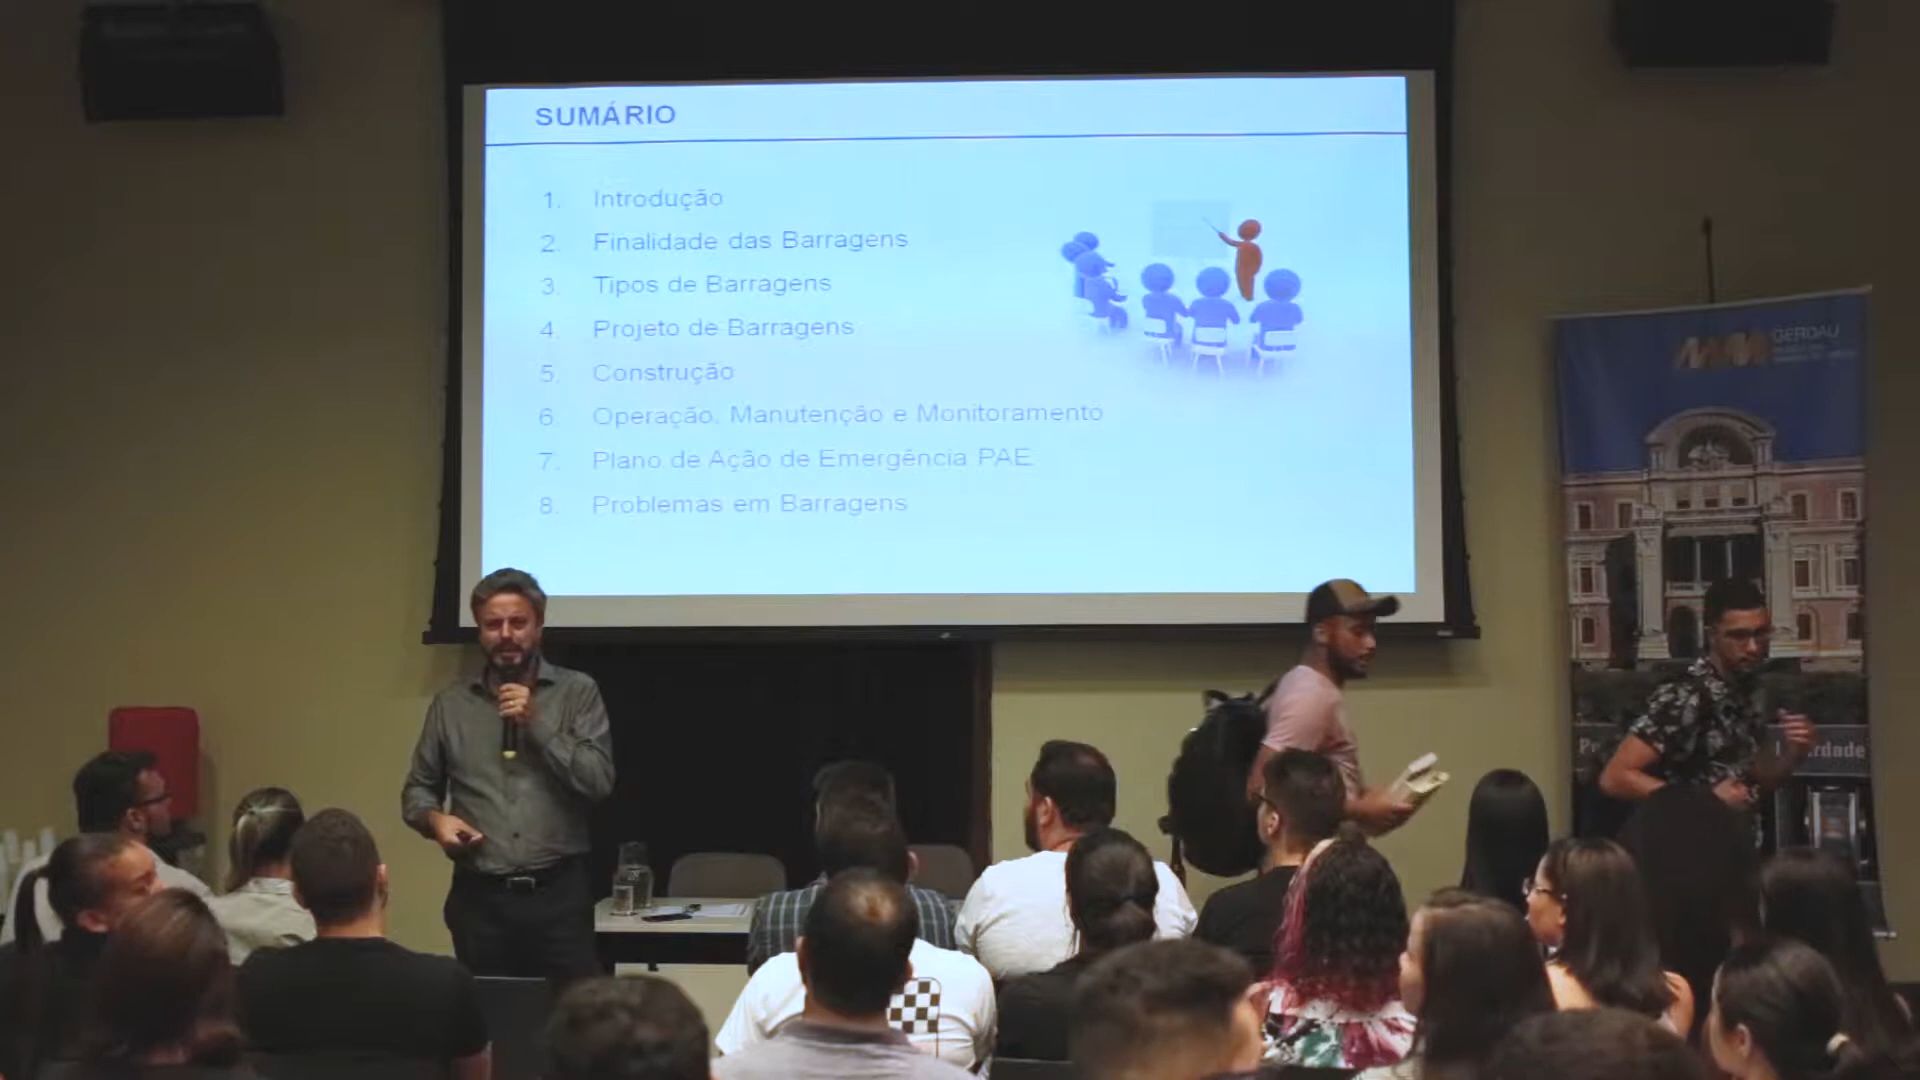 SUMÁRIO
1. Introdução
2. Finalidade das Barragens
3. Tipos de Barragens
4. Projeto de Barragens
5. Construção
6. Operação, Manutenção e Monitoramento
7. Plano de Ação de Emergência PAE
8. Problemas em Barragens
MM GERDAU